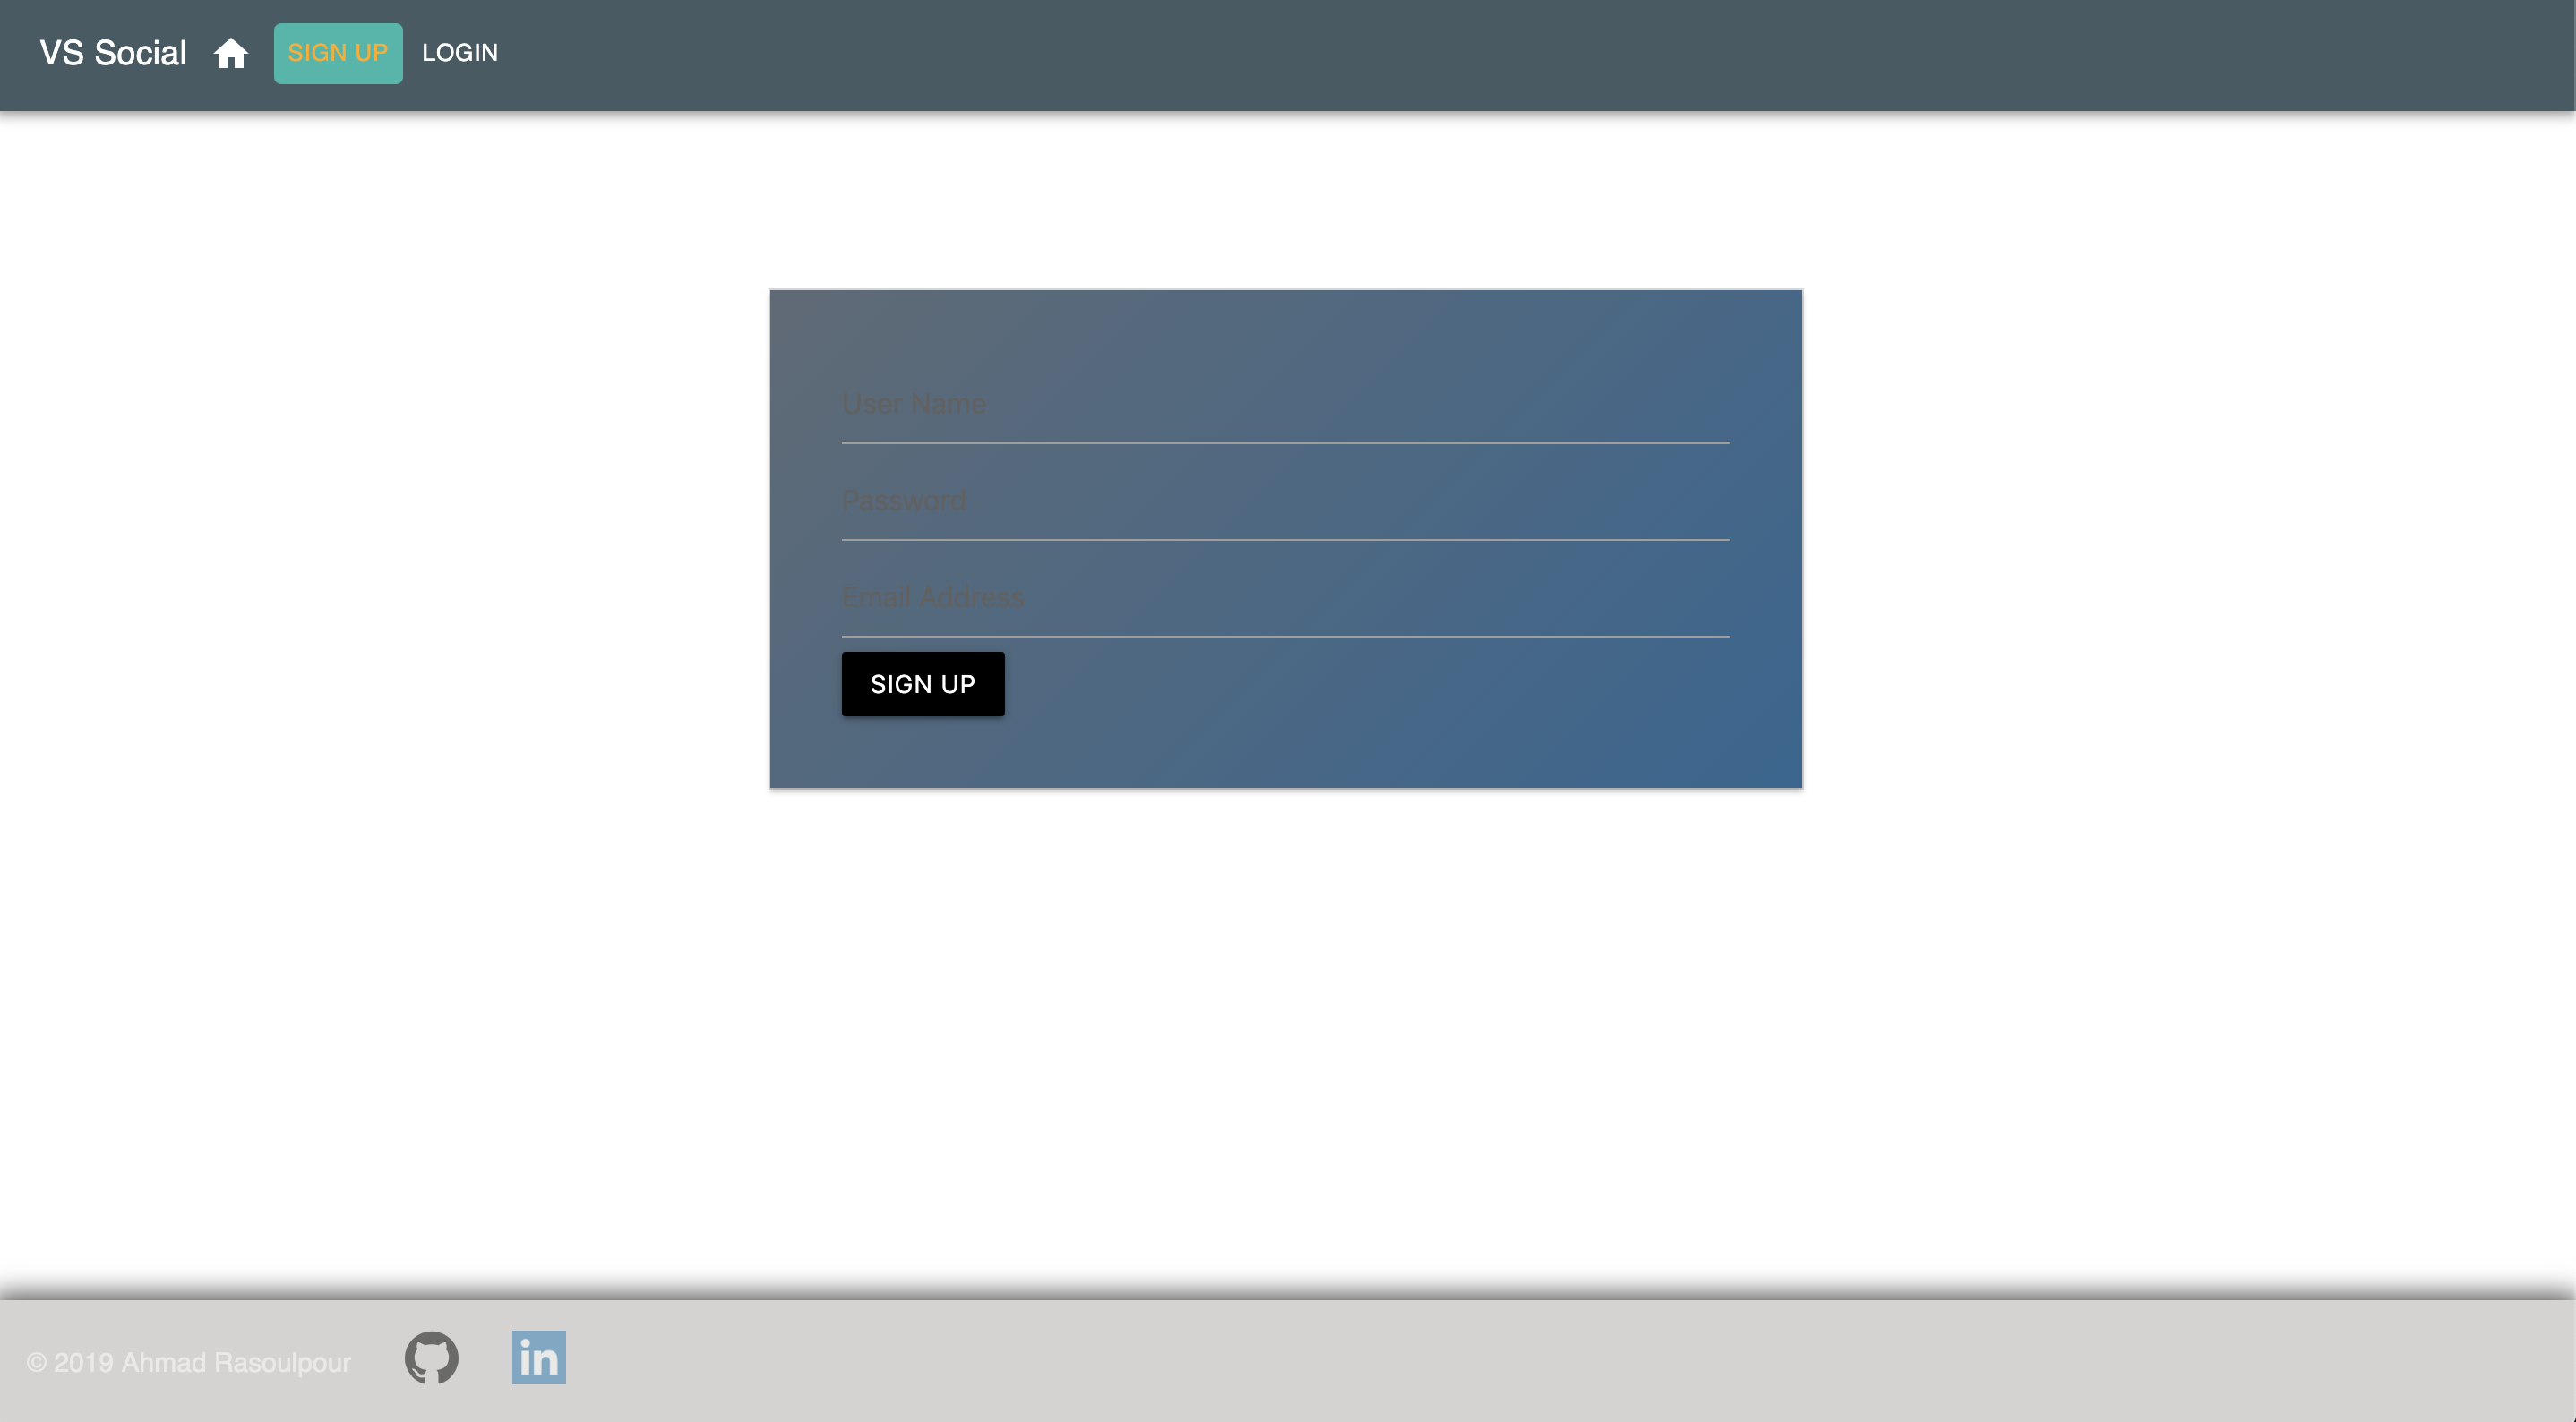 VS Social SIGN UP LOGIN
User Name
Password
Email Address
SIGN UP
© 2019 Ahmad Rasoulpour in